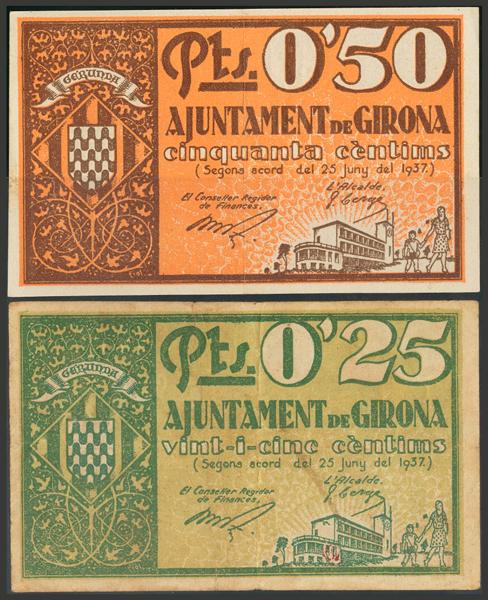 GERUNDA
Pts. 0'50
AJUNTAMENT DE GIRONA
cinquanta cèntims
(Segons acord del 25 juny del 1937.)
El Conseller Regidor
de Finances,
L'Alcalde,
GERUNDA
Pts. 0'25
AJUNTAMENT DE GIRONA
vint-i-cinc cèntims
(Segons acord del 25 juny del 1937.)
El Conseller Regidor
de Finances,
L'Alcalde,